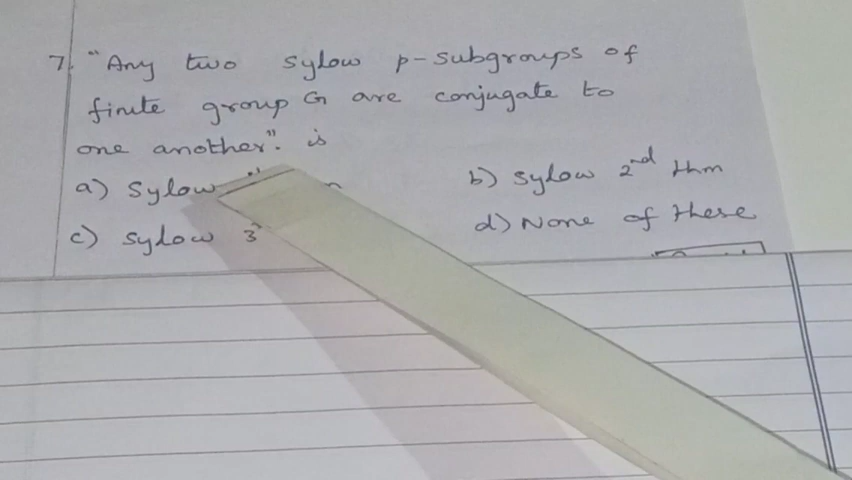 7. "Any two sylow p-subgroups of
finite group G are conjugate to
one another". is
a) Sylow b) sylow 2nd thm
c) sylow 3 d) None of these